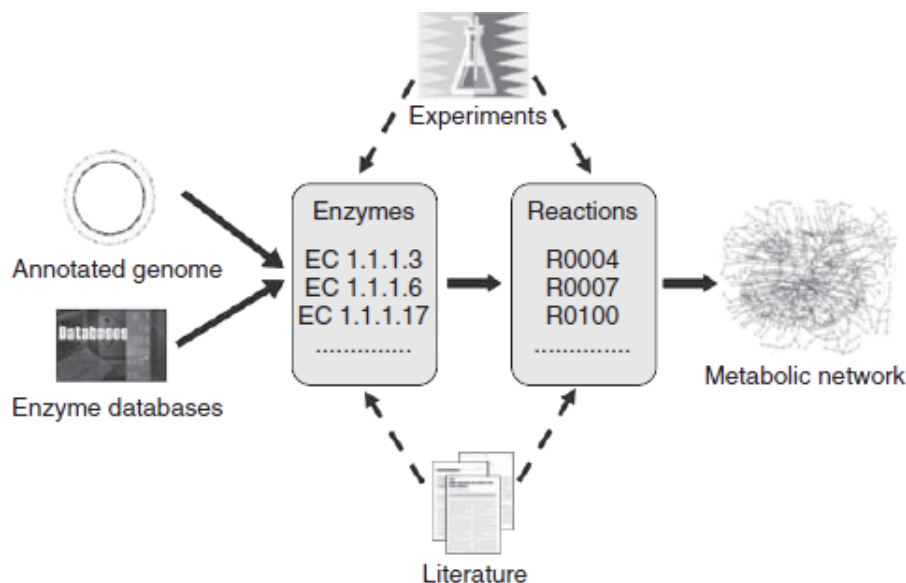 Experiments
Annotated genome
Databases
Enzyme databases
Enzymes
EC 1.1.1.3
EC 1.1.1.6
EC 1.1.1.17
..............
Reactions
R0004
R0007
R0100
..............
Metabolic network
Literature